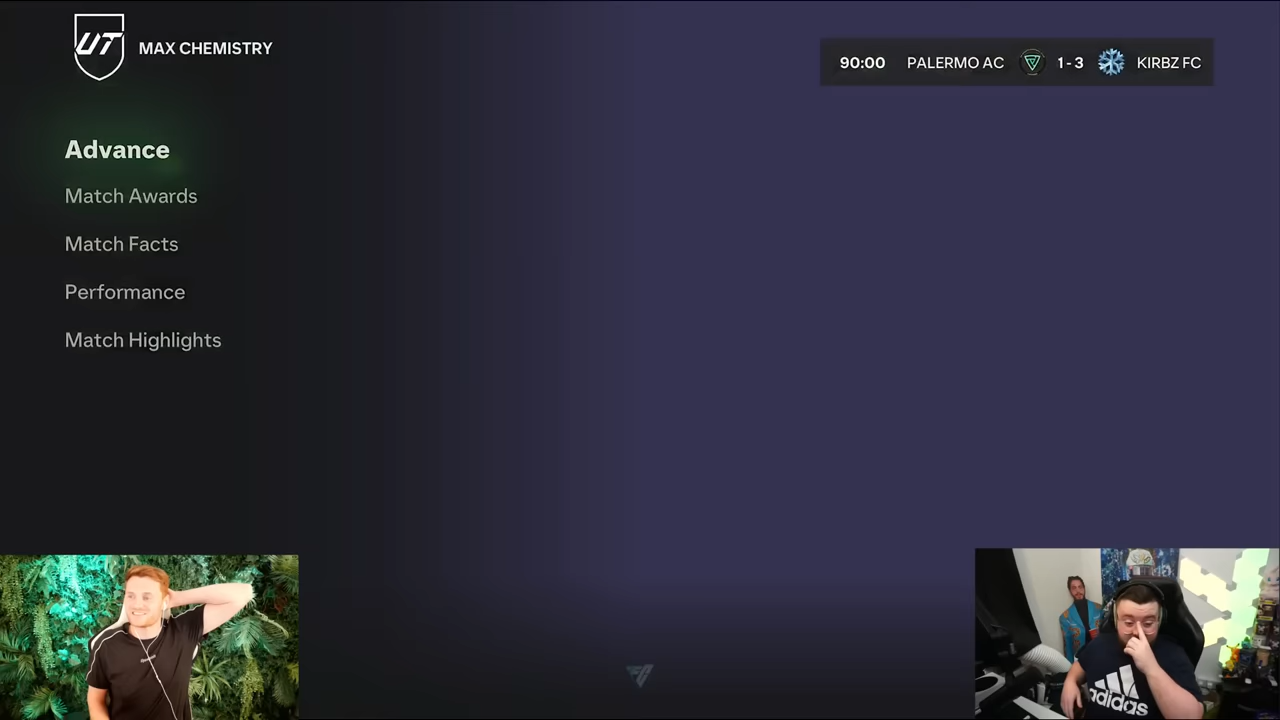 UT MAX CHEMISTRY
90:00 PALERMO AC 1 - 3 KIRBZ FC
Advance
Match Awards
Match Facts
Performance
Match Highlights
adidas